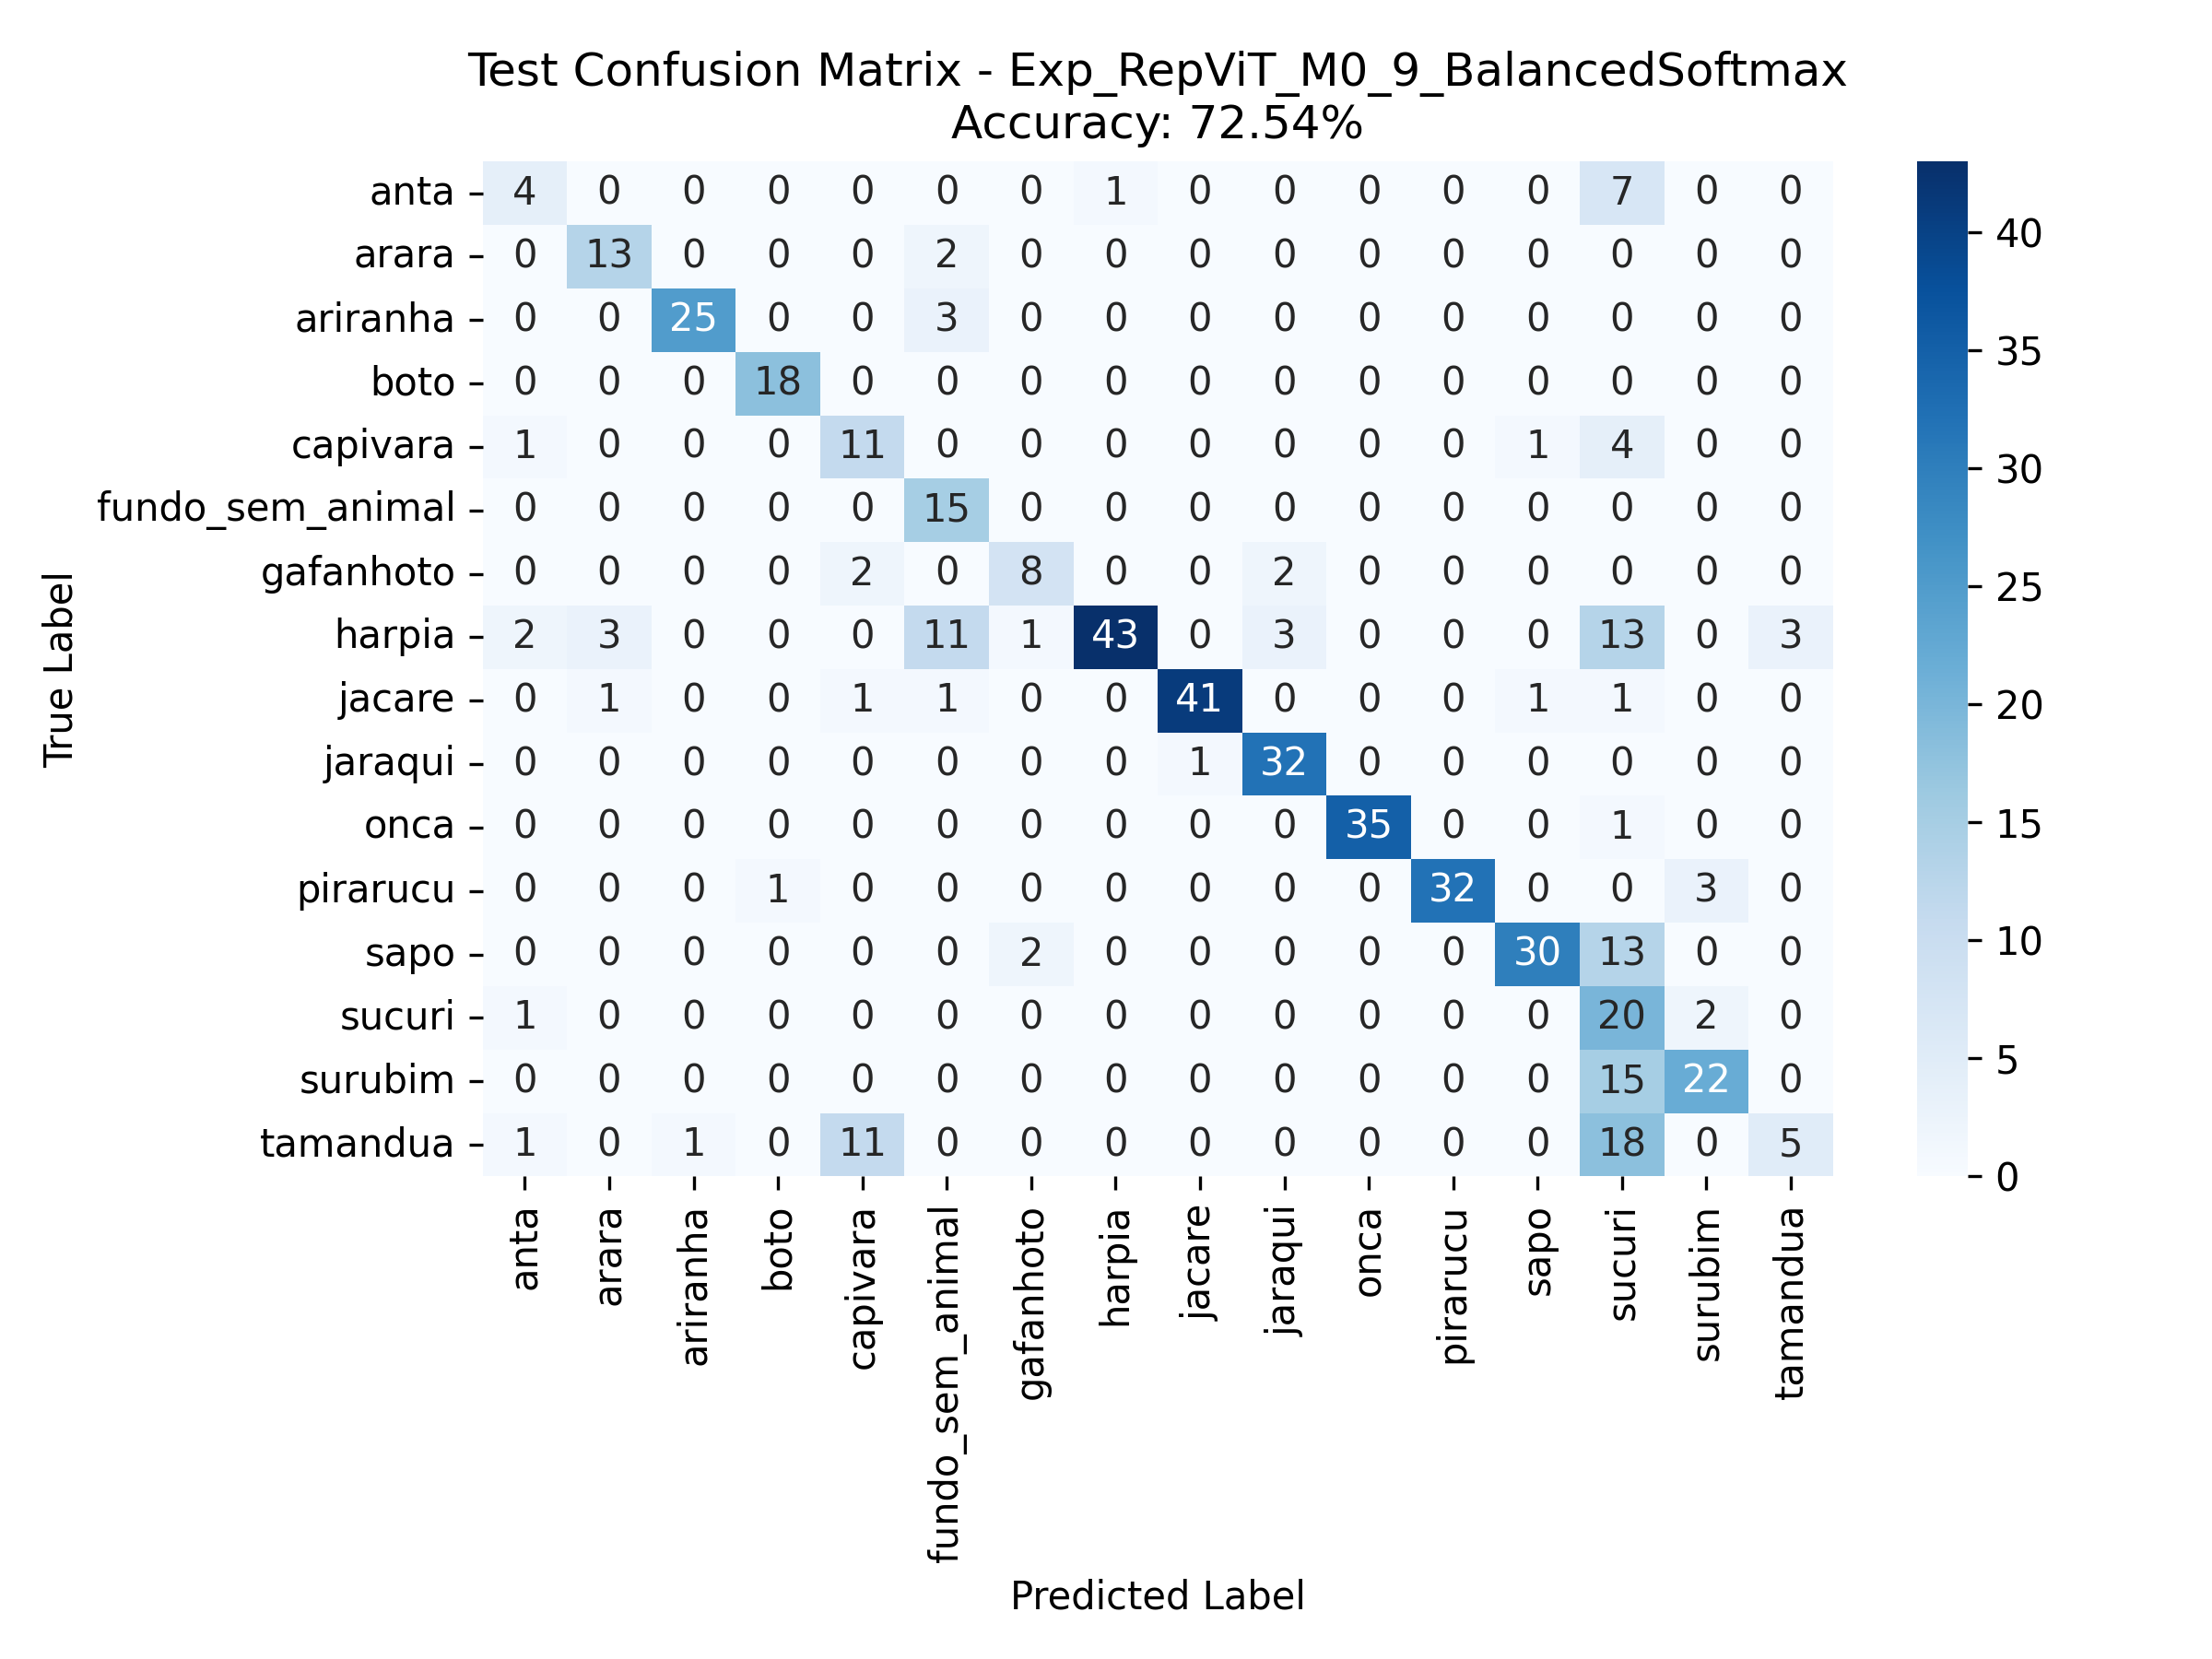 Test Confusion Matrix - Exp_RepViT_M0_9_BalancedSoftmax
Accuracy: 72.54%
True Label
anta 4 0 0 0 0 0 0 1 0 0 0 0 0 7 0 0
arara 0 13 0 0 0 2 0 0 0 0 0 0 0 0 0 0
ariranha 0 0 25 0 0 3 0 0 0 0 0 0 0 0 0 0
boto 0 0 0 18 0 0 0 0 0 0 0 0 0 0 0 0
capivara 1 0 0 0 11 0 0 0 0 0 0 0 1 4 0 0
fundo_sem_animal 0 0 0 0 0 15 0 0 0 0 0 0 0 0 0 0
gafanhoto 0 0 0 0 2 0 8 0 0 2 0 0 0 0 0 0
harpia 2 3 0 0 0 11 1 43 0 3 0 0 0 13 0 3
jacare 0 1 0 0 1 1 0 0 41 0 0 0 1 1 0 0
jaraqui 0 0 0 0 0 0 0 0 1 32 0 0 0 0 0 0
onca 0 0 0 0 0 0 0 0 0 0 35 0 0 1 0 0
pirarucu 0 0 0 1 0 0 0 0 0 0 0 32 0 0 3 0
sapo 0 0 0 0 0 0 2 0 0 0 0 0 30 13 0 0
sucuri 1 0 0 0 0 0 0 0 0 0 0 0 0 20 2 0
surubim 0 0 0 0 0 0 0 0 0 0 0 0 0 15 22 0
tamandua 1 0 1 0 11 0 0 0 0 0 0 0 0 18 0 5
anta arara ariranha boto capivara fundo_sem_animal gafanhoto harpia jacare jaraqui onca pirarucu sapo sucuri surubim tamandua
Predicted Label
40
35
30
25
20
15
10
5
0